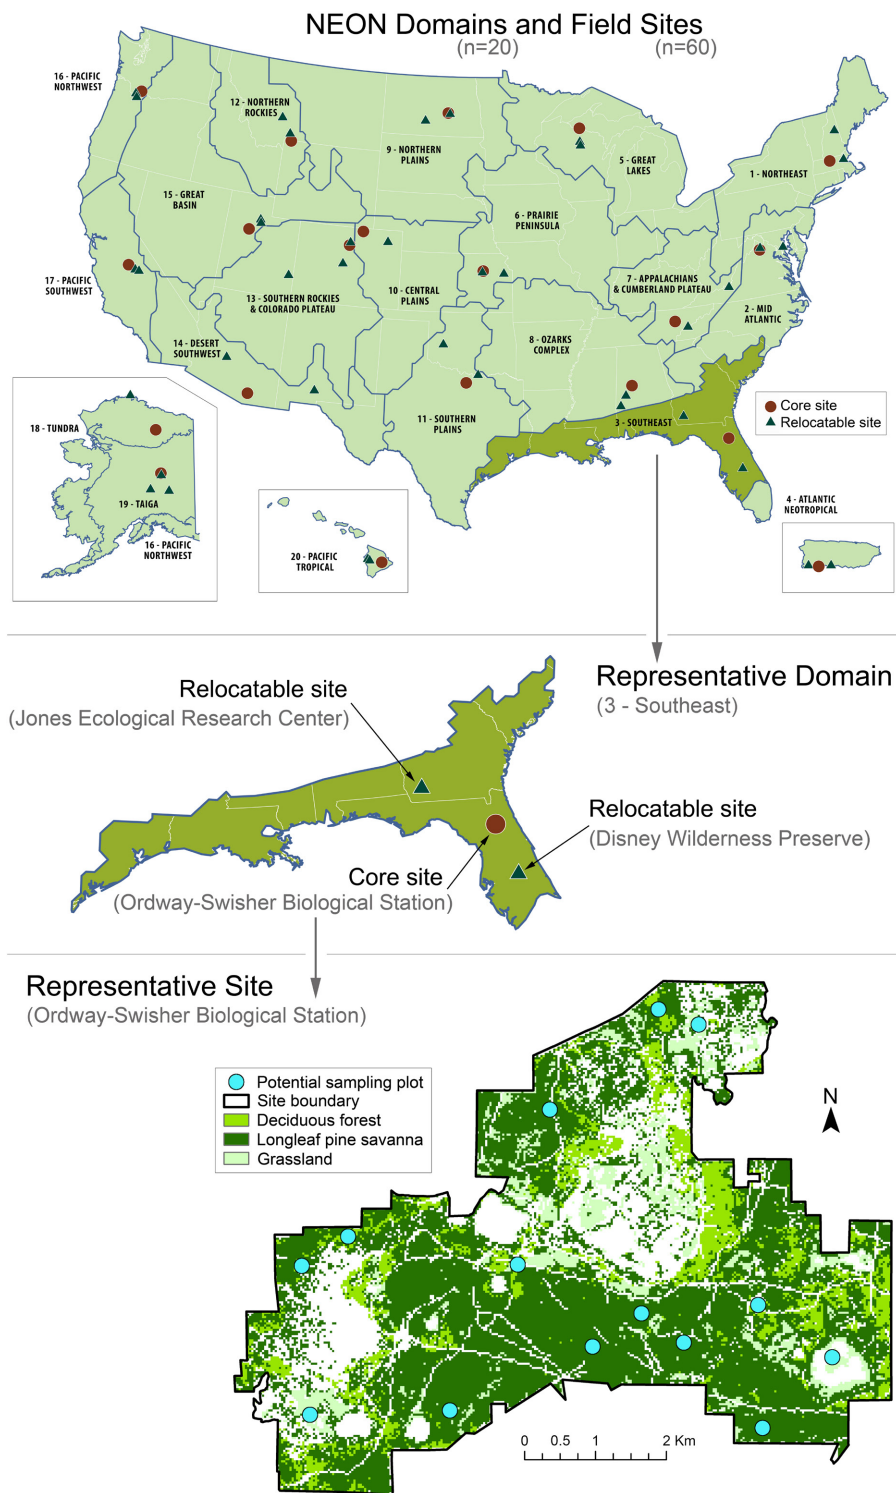 NEON Domains and Field Sites
(n=20) (n=60)
16 - PACIFIC
NORTHWEST
12 - NORTHERN
ROCKIES
9 - NORTHERN
PLAINS
5 - GREAT
LAKES
1 - NORTHEAST
15 - GREAT
BASIN
6 - PRAIRIE
PENINSULA
17 - PACIFIC
SOUTHWEST
13 - SOUTHERN ROCKIES
& COLORADO PLATEAU
10 - CENTRAL
PLAINS
7 - APPALACHIANS
& CUMBERLAND PLATEAU
2 - MID
ATLANTIC
14 - DESERT
SOUTHWEST
8 - OZARKS
COMPLEX
11 - SOUTHERN
PLAINS
3 - SOUTHEAST
Core site
Relocatable site
18 - TUNDRA
19 - TAIGA
16 - PACIFIC
NORTHWEST
20 - PACIFIC
TROPICAL
4 - ATLANTIC
NEOTROPICAL
Representative Domain
(3 - Southeast)
Relocatable site
(Jones Ecological Research Center)
Relocatable site
(Disney Wilderness Preserve)
Core site
(Ordway-Swisher Biological Station)
Representative Site
(Ordway-Swisher Biological Station)
Potential sampling plot
Site boundary
Deciduous forest
Longleaf pine savanna
Grassland
N
0 0.5 1 2 Km